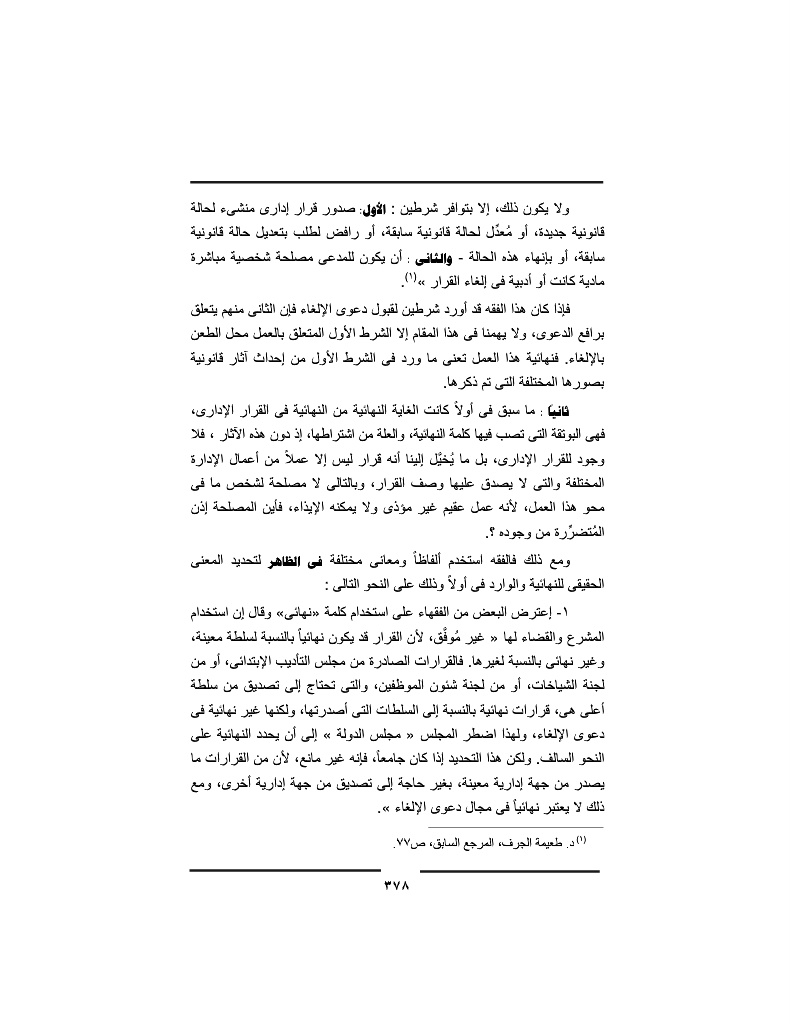 ولا يكون ذلك، إلا بتوافر شرطين : الأول: صدور قرار إدارى منشىء لحالة
قانونية جديدة، أو مُعدِّل لحالة قانونية سابقة، أو رافض لطلب بتعديل حالة قانونية
سابقة، أو بإنهاء هذه الحالة - والثانى : أن يكون للمدعى مصلحة شخصية مباشرة
مادية كانت أو أدبية فى إلغاء القرار »(١).
فإذا كان هذا الفقه قد أورد شرطين لقبول دعوى الإلغاء فإن الثانى منهم يتعلق
برافع الدعوى، ولا يهمنا فى هذا المقام إلا الشرط الأول المتعلق بالعمل محل الطعن
بالإلغاء. فنهائية هذا العمل تعنى ما ورد فى الشرط الأول من إحداث آثار قانونية
بصورها المختلفة التى تم ذكرها.
ثانياً : ما سبق فى أولاً كانت الغاية النهائية من النهائية فى القرار الإدارى،
فهى البوتقة التى تصب فيها كلمة النهائية، والعلة من اشتراطها، إذ دون هذه الآثار ، فلا
وجود للقرار الإدارى، بل ما يُخيَّل إلينا أنه قرار ليس إلا عملاً من أعمال الإدارة
المختلفة والتى لا يصدق عليها وصف القرار، وبالتالى لا مصلحة لشخص ما فى
محو هذا العمل، لأنه عمل عقيم غير مؤذى ولا يمكنه الإيذاء، فأين المصلحة إذن
المُتضرِّرة من وجوده ؟.
ومع ذلك فالفقه استخدم ألفاظاً ومعانى مختلفة فى الظاهر لتحديد المعنى
الحقيقى للنهائية والوارد فى أولاً وذلك على النحو التالى :
١- إعترض البعض من الفقهاء على استخدام كلمة «نهائى» وقال إن استخدام
المشرع والقضاء لها « غير مُوفَّق، لأن القرار قد يكون نهائياً بالنسبة لسلطة معينة،
وغير نهائى بالنسبة لغيرها. فالقرارات الصادرة من مجلس التأديب الإبتدائى، أو من
لجنة الشياخات، أو من لجنة شئون الموظفين، والتى تحتاج إلى تصديق من سلطة
أعلى هى، قرارات نهائية بالنسبة إلى السلطات التى أصدرتها، ولكنها غير نهائية فى
دعوى الإلغاء، ولهذا اضطر المجلس « مجلس الدولة » إلى أن يحدد النهائية على
النحو السالف. ولكن هذا التحديد إذا كان جامعاً، فإنه غير مانع، لأن من القرارات ما
يصدر من جهة إدارية معينة، بغير حاجة إلى تصديق من جهة إدارية أخرى، ومع
ذلك لا يعتبر نهائياً فى مجال دعوى الإلغاء ».
(١) د. طعيمة الجرف، المرجع السابق، ص٧٧.
٣٧٨